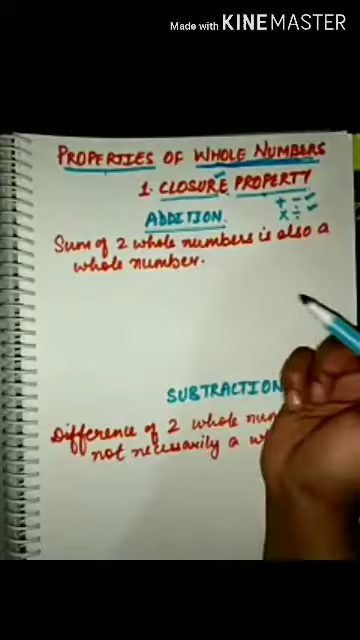 Made with KINEMASTER
PROPERTIES OF WHOLE NUMBERS
1. CLOSURE PROPERTY
+ -
× ÷
ADDITION.
Sum of 2 whole numbers is also a
whole number.
SUBTRACTION
Difference of 2 whole
not necessarily a